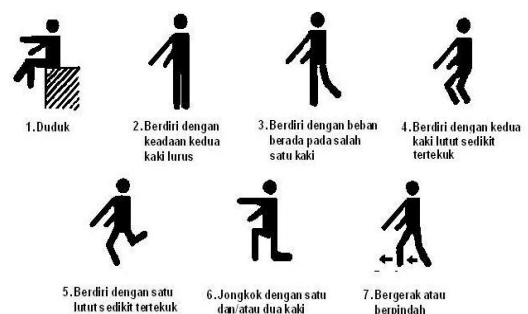 1.Duduk
2.Berdiri dengan
keadaan kedua
kaki lurus
3.Berdiri dengan beban
berada pada salah
satu kaki
4.Berdiri dengan kedua
kaki lutut sedikit
tertekuk
5.Berdiri dengan satu
lutut sedikit tertekuk
6.Jongkok dengan satu
dan/atau dua kaki
7.Bergerak atau
berpindah